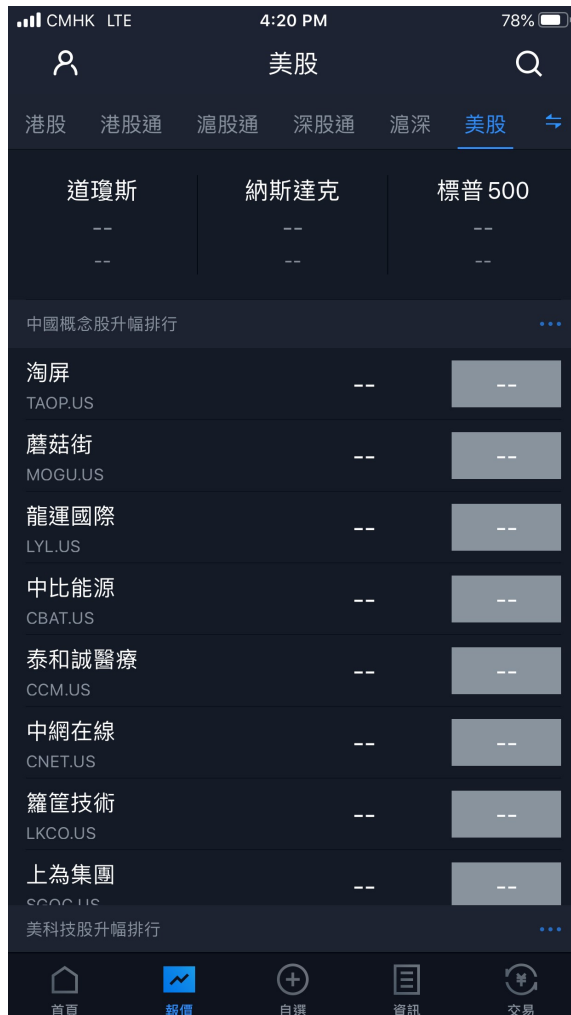 CMHK LTE 4:20 PM 78%
美股
港股 港股通 滬股通 深股通 滬深 美股
道瓊斯 納斯達克 標普500
-- -- --
-- -- --
中國概念股升幅排行
淘屏
TAOP.US
-- --
蘑菇街
MOGU.US
-- --
龍運國際
LYL.US
-- --
中比能源
CBAT.US
-- --
泰和誠醫療
CCM.US
-- --
中網在線
CNET.US
-- --
籮筐技術
LKCO.US
-- --
上為集團
SGOC.US
-- --
美科技股升幅排行
首頁 報價 自選 資訊 交易